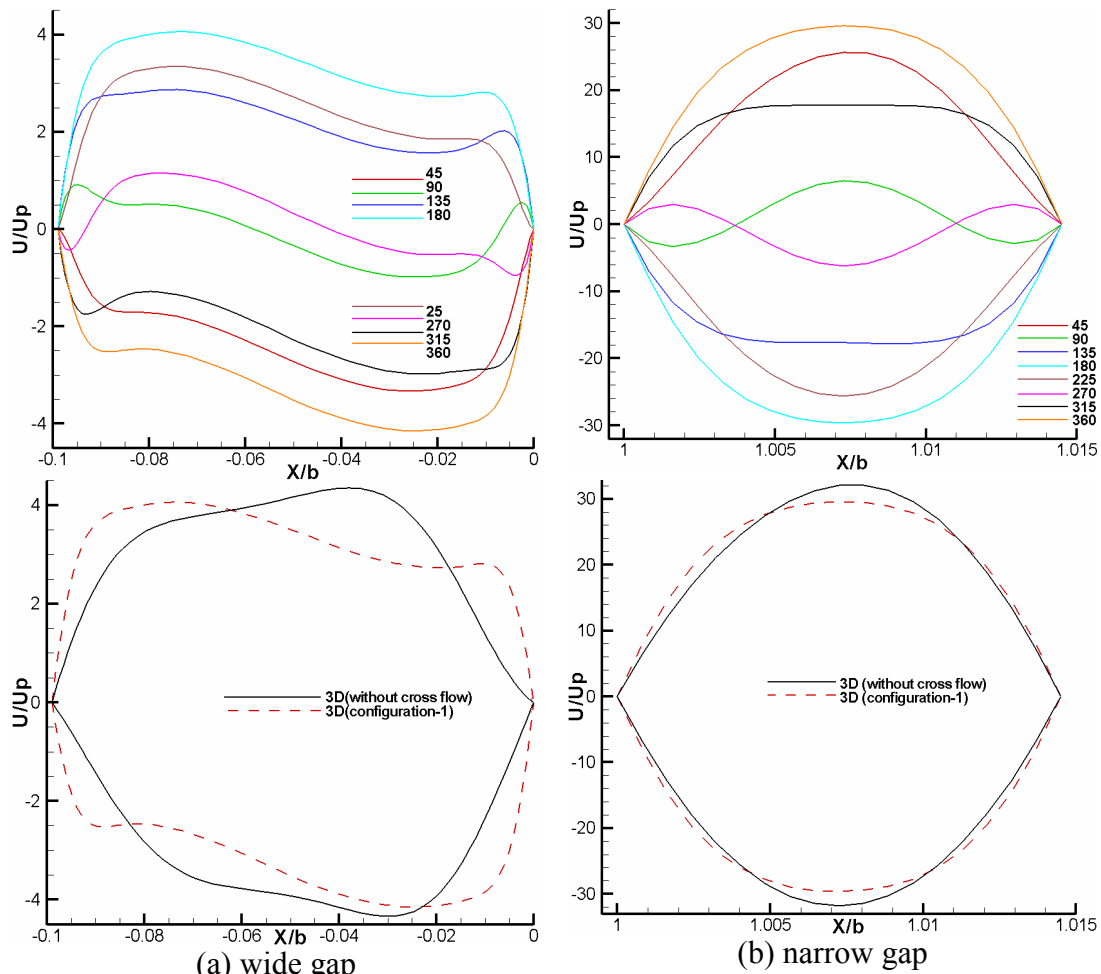 4
2
0
-2
-4
U/Up
45
90
135
180
25
270
315
360
-0.1 -0.08 -0.06 -0.04 -0.02 0
X/b
30
20
10
0
-10
-20
-30
U/Up
45
90
135
180
225
270
315
360
1 1.005 1.01 1.015
X/b
4
2
0
-2
-4
U/Up
3D(without cross flow)
3D(configuration-1)
-0.1 -0.08 -0.06 -0.04 -0.02 0
X/b
(a) wide gap
30
20
10
0
-10
-20
-30
U/Up
3D (without cross flow)
3D (configuration-1)
1 1.005 1.01 1.015
X/b
(b) narrow gap